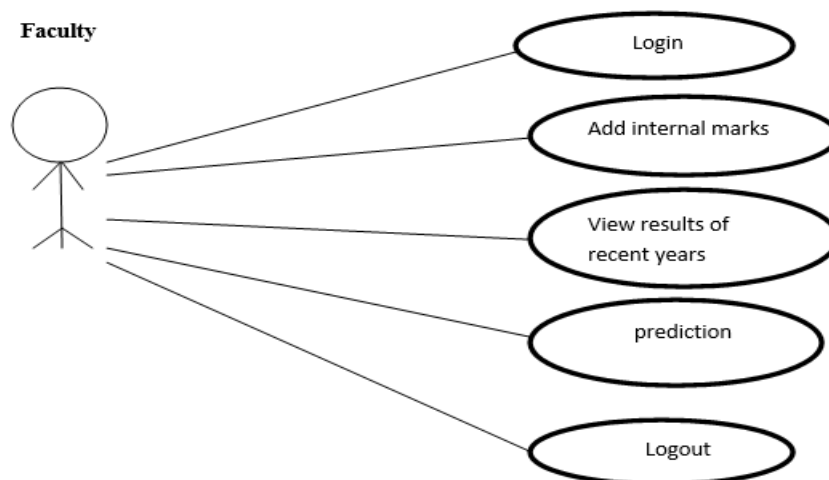 Faculty
Login
Add internal marks
View results of
recent years
prediction
Logout